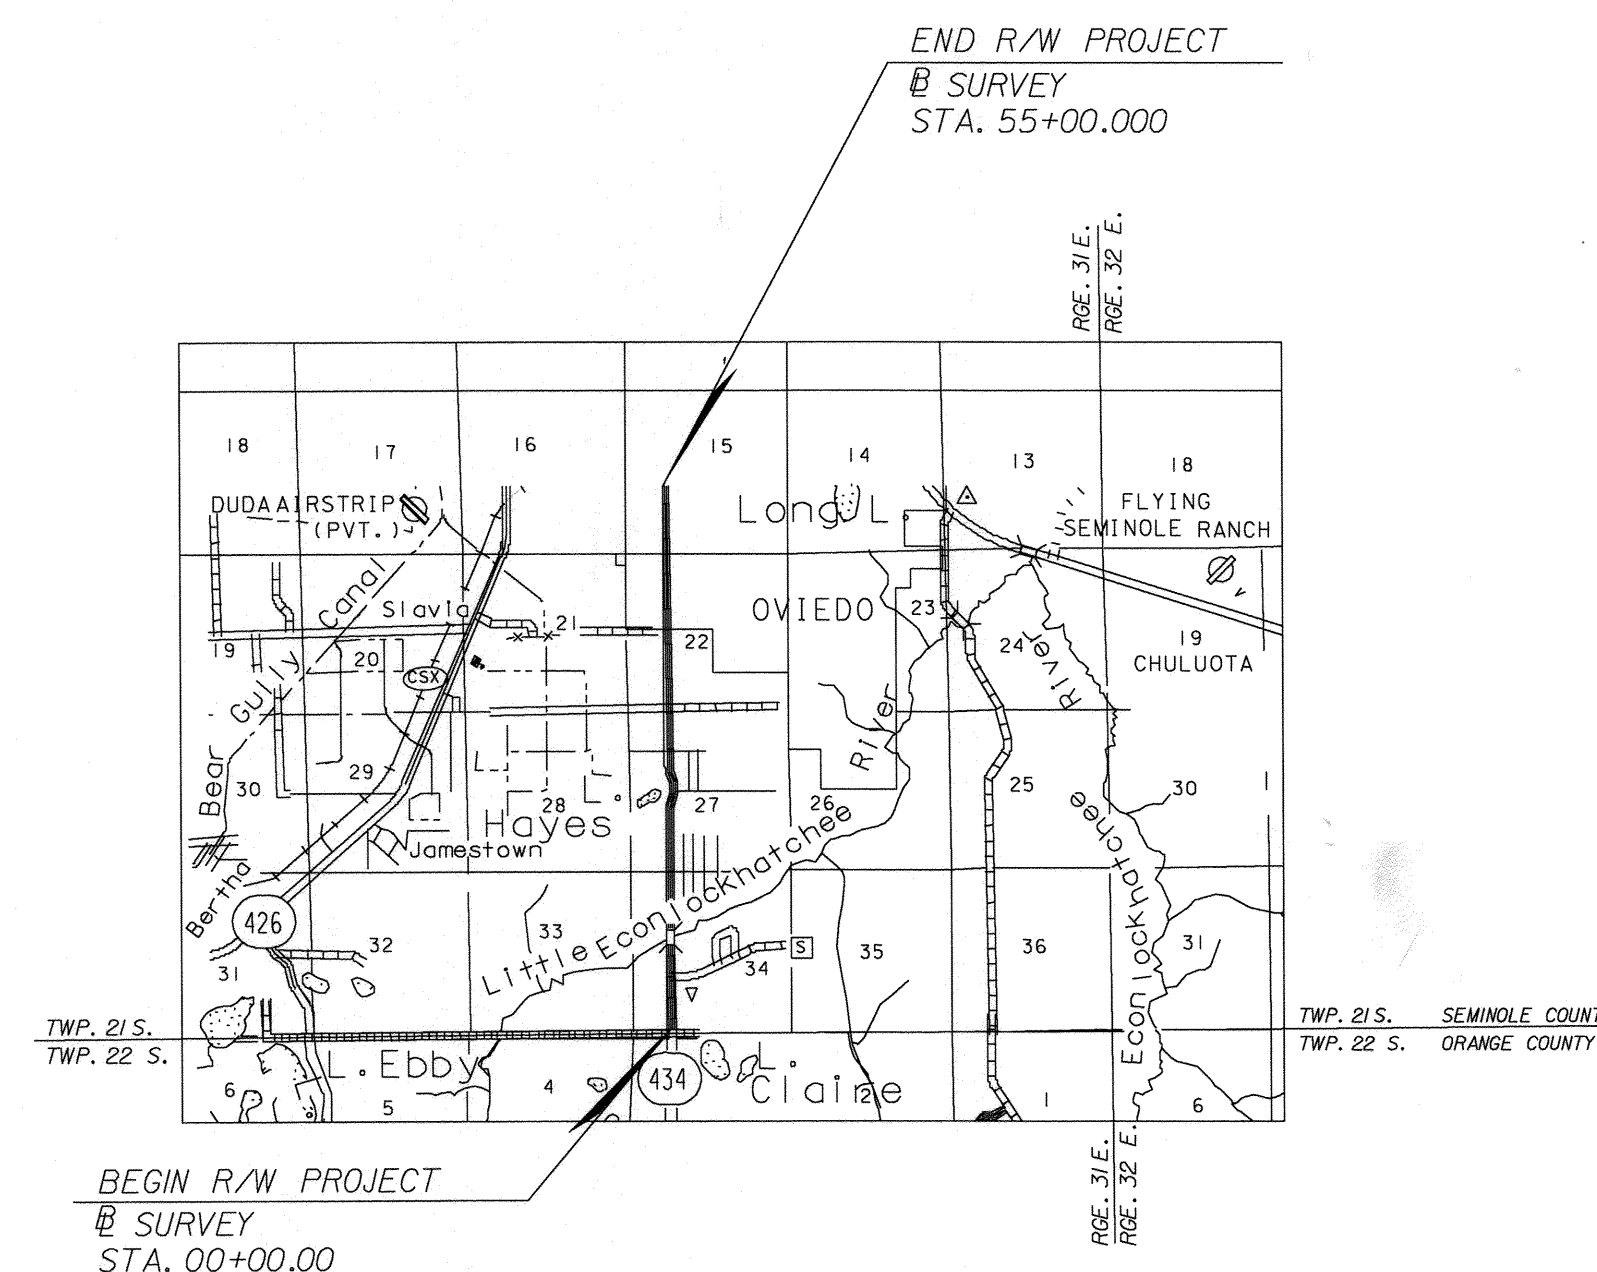 END R/W PROJECT
BL SURVEY
STA. 55+00.000
RGE. 31 E.
RGE. 32 E.
18
17
16
15
14
13
18
DUDA AIRSTRIP
(PVT.)
Long L
FLYING
SEMINOLE RANCH
Canal
Slavia
21
OVIEDO
23
19
20
22
24
19
CHULUOTA
CSX
Gully
River
River
Bear
30
29
L.
28
27
26
25
30
Hayes
Jamestown
Bertha
426
32
33
Little Econlockhatchee
34
S
35
36
Econlockhatchee
31
31
TWP. 21 S.
TWP. 22 S.
TWP. 21 S. SEMINOLE COUNT
TWP. 22 S. ORANGE COUNTY
L. Ebby
434
L.
Claire
6
5
4
2
1
6
Econlockhatchee
BEGIN R/W PROJECT
BL SURVEY
STA. 00+00.00
RGE. 31 E.
RGE. 32 E.